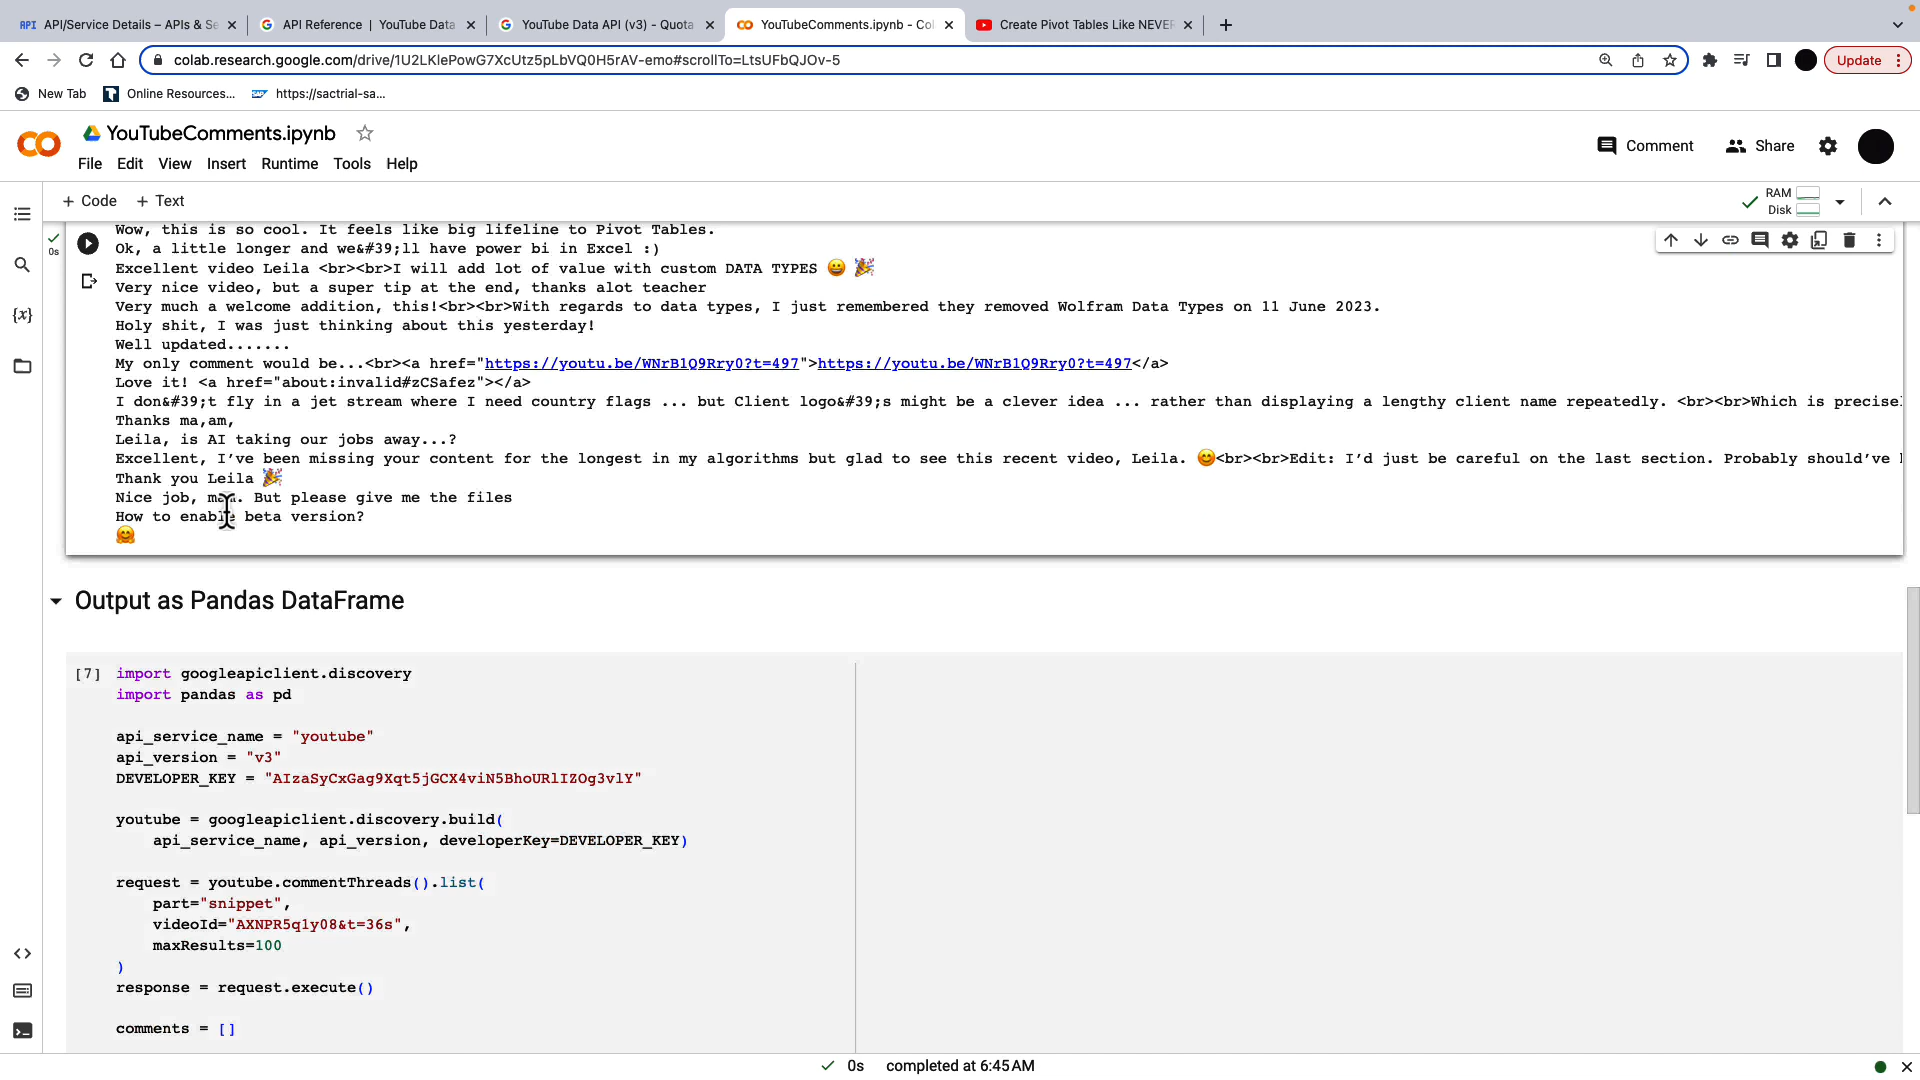 API API/Service Details – APIs & Se
API Reference | YouTube Data
YouTube Data API (v3) - Quota
YouTubeComments.ipynb - Co
Create Pivot Tables Like NEVER
colab.research.google.com/drive/1U2LKlePowG7XcUtz5pLbVQ0H5rAV-emo#scrollTo=LtsUFbQJOv-5
Update
New Tab
Online Resources...
https://sactrial-sa...
YouTubeComments.ipynb
File Edit View Insert Runtime Tools Help
Comment
Share
+ Code + Text
RAM
Disk
0s
Wow, this is so cool. It feels like big lifeline to Pivot Tables.
Ok, a little longer and we&#39;ll have power bi in Excel :)
Excellent video Leila <br><br>I will add lot of value with custom DATA TYPES 😀 🎉
Very nice video, but a super tip at the end, thanks alot teacher
Very much a welcome addition, this!<br><br>With regards to data types, I just remembered they removed Wolfram Data Types on 11 June 2023.
Holy shit, I was just thinking about this yesterday!
Well updated.......
My only comment would be...<br><a href="https://youtu.be/WNrB1Q9Rry0?t=497">https://youtu.be/WNrB1Q9Rry0?t=497</a>
Love it! <a href="about:invalid#zCSafez"></a>
I don&#39;t fly in a jet stream where I need country flags ... but Client logo&#39;s might be a clever idea ... rather than displaying a lengthy client name repeatedly. <br><br>Which is precisel
Thanks ma,am,
Leila, is AI taking our jobs away...?
Excellent, I’ve been missing your content for the longest in my algorithms but glad to see this recent video, Leila. 😊<br><br>Edit: I’d just be careful on the last section. Probably should’ve
Thank you Leila 🎉
Nice job, But please give me the files
How to enable beta version?
🤗
Output as Pandas DataFrame
[7] import googleapiclient.discovery
import pandas as pd
api_service_name = "youtube"
api_version = "v3"
DEVELOPER_KEY = "AIzaSyCxGag9Xqt5jGCX4viN5BhoURlIZOg3vlY"
youtube = googleapiclient.discovery.build(
api_service_name, api_version, developerKey=DEVELOPER_KEY)
request = youtube.commentThreads().list(
part="snippet",
videoId="AXNPR5q1y08&t=36s",
maxResults=100
)
response = request.execute()
comments = []
0s completed at 6:45 AM